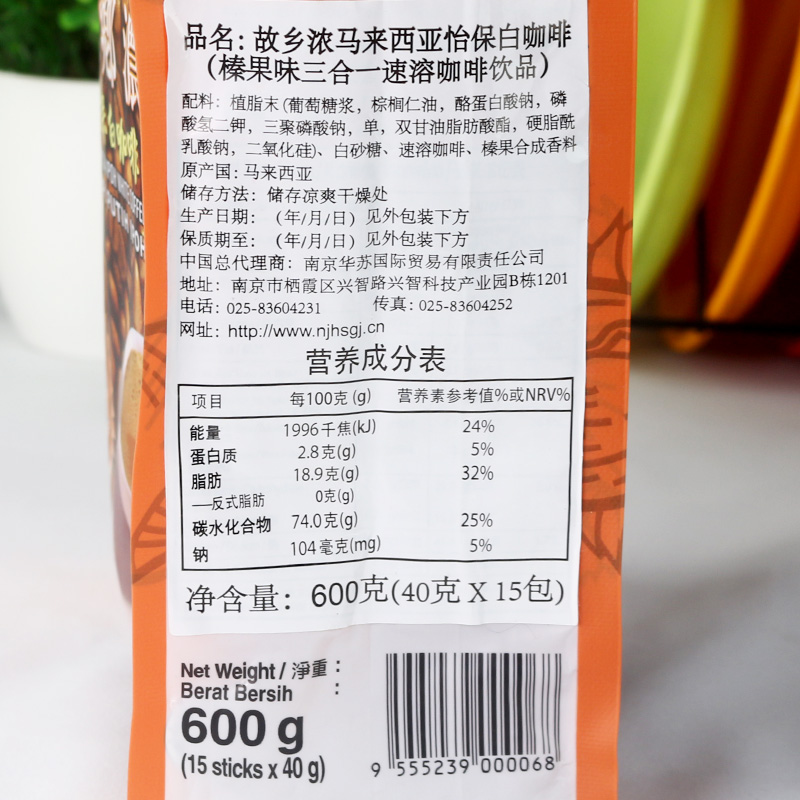 品名: 故乡浓马来西亚怡保白咖啡
(榛果味三合一速溶咖啡饮品)
配料: 植脂末(葡萄糖浆, 棕榈仁油, 酪蛋白酸钠, 磷
酸氢二钾, 三聚磷酸钠, 单, 双甘油脂肪酸酯, 硬脂酰
乳酸钠, 二氧化硅)、白砂糖、速溶咖啡、榛果合成香料
原产国: 马来西亚
储存方法: 储存凉爽干燥处
生产日期: (年/月/日) 见外包装下方
保质期至: (年/月/日) 见外包装下方
中国总代理商: 南京华苏国际贸易有限责任公司
地址: 南京市栖霞区兴智路兴智科技产业园B栋1201
电话: 025-83604231 传真: 025-83604252
网址: http://www.njhsgj.cn
营养成分表
项目 每100克(g) 营养素参考值%或NRV%
能量 1996千焦(kJ) 24%
蛋白质 2.8克(g) 5%
脂肪 18.9克(g) 32%
—反式脂肪 0克(g)
碳水化合物 74.0克(g) 25%
钠 104毫克(mg) 5%
净含量: 600克(40克 X 15包)
Net Weight / 淨重 :
Berat Bersih :
600 g
(15 sticks x 40 g)
9 555239 000068